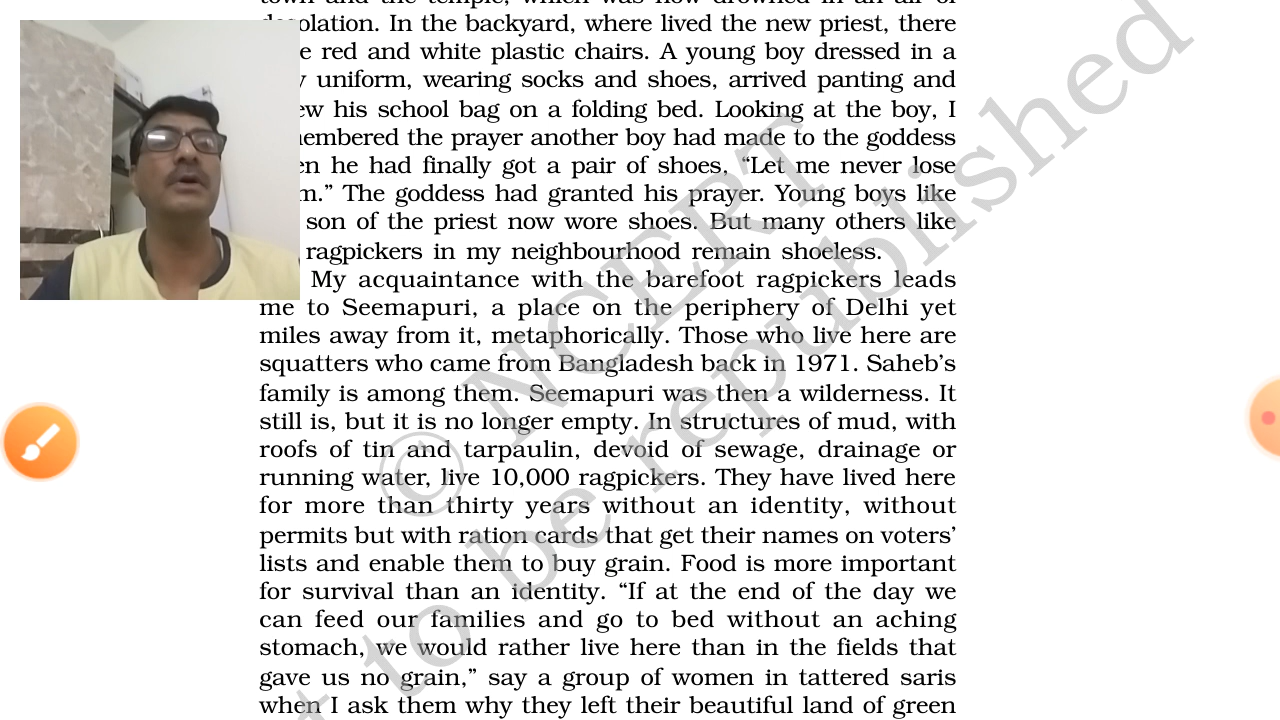 town and the temple, which was now drowned in an air of
desolation. In the backyard, where lived the new priest, there
red and white plastic chairs. A young boy dressed in a
uniform, wearing socks and shoes, arrived panting and
his school bag on a folding bed. Looking at the boy, I
remembered the prayer another boy had made to the goddess
when he had finally got a pair of shoes, “Let me never lose
them.” The goddess had granted his prayer. Young boys like
son of the priest now wore shoes. But many others like
ragpickers in my neighbourhood remain shoeless.
My acquaintance with the barefoot ragpickers leads
me to Seemapuri, a place on the periphery of Delhi yet
miles away from it, metaphorically. Those who live here are
squatters who came from Bangladesh back in 1971. Saheb’s
family is among them. Seemapuri was then a wilderness. It
still is, but it is no longer empty. In structures of mud, with
roofs of tin and tarpaulin, devoid of sewage, drainage or
running water, live 10,000 ragpickers. They have lived here
for more than thirty years without an identity, without
permits but with ration cards that get their names on voters’
lists and enable them to buy grain. Food is more important
for survival than an identity. “If at the end of the day we
can feed our families and go to bed without an aching
stomach, we would rather live here than in the fields that
gave us no grain,” say a group of women in tattered saris
when I ask them why they left their beautiful land of green
© NCERT
to be republished